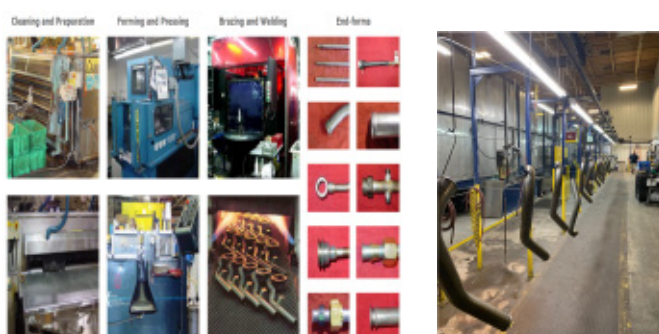 Cleaning and Preparation
Forming and Pressing
Brazing and Welding
End-forms